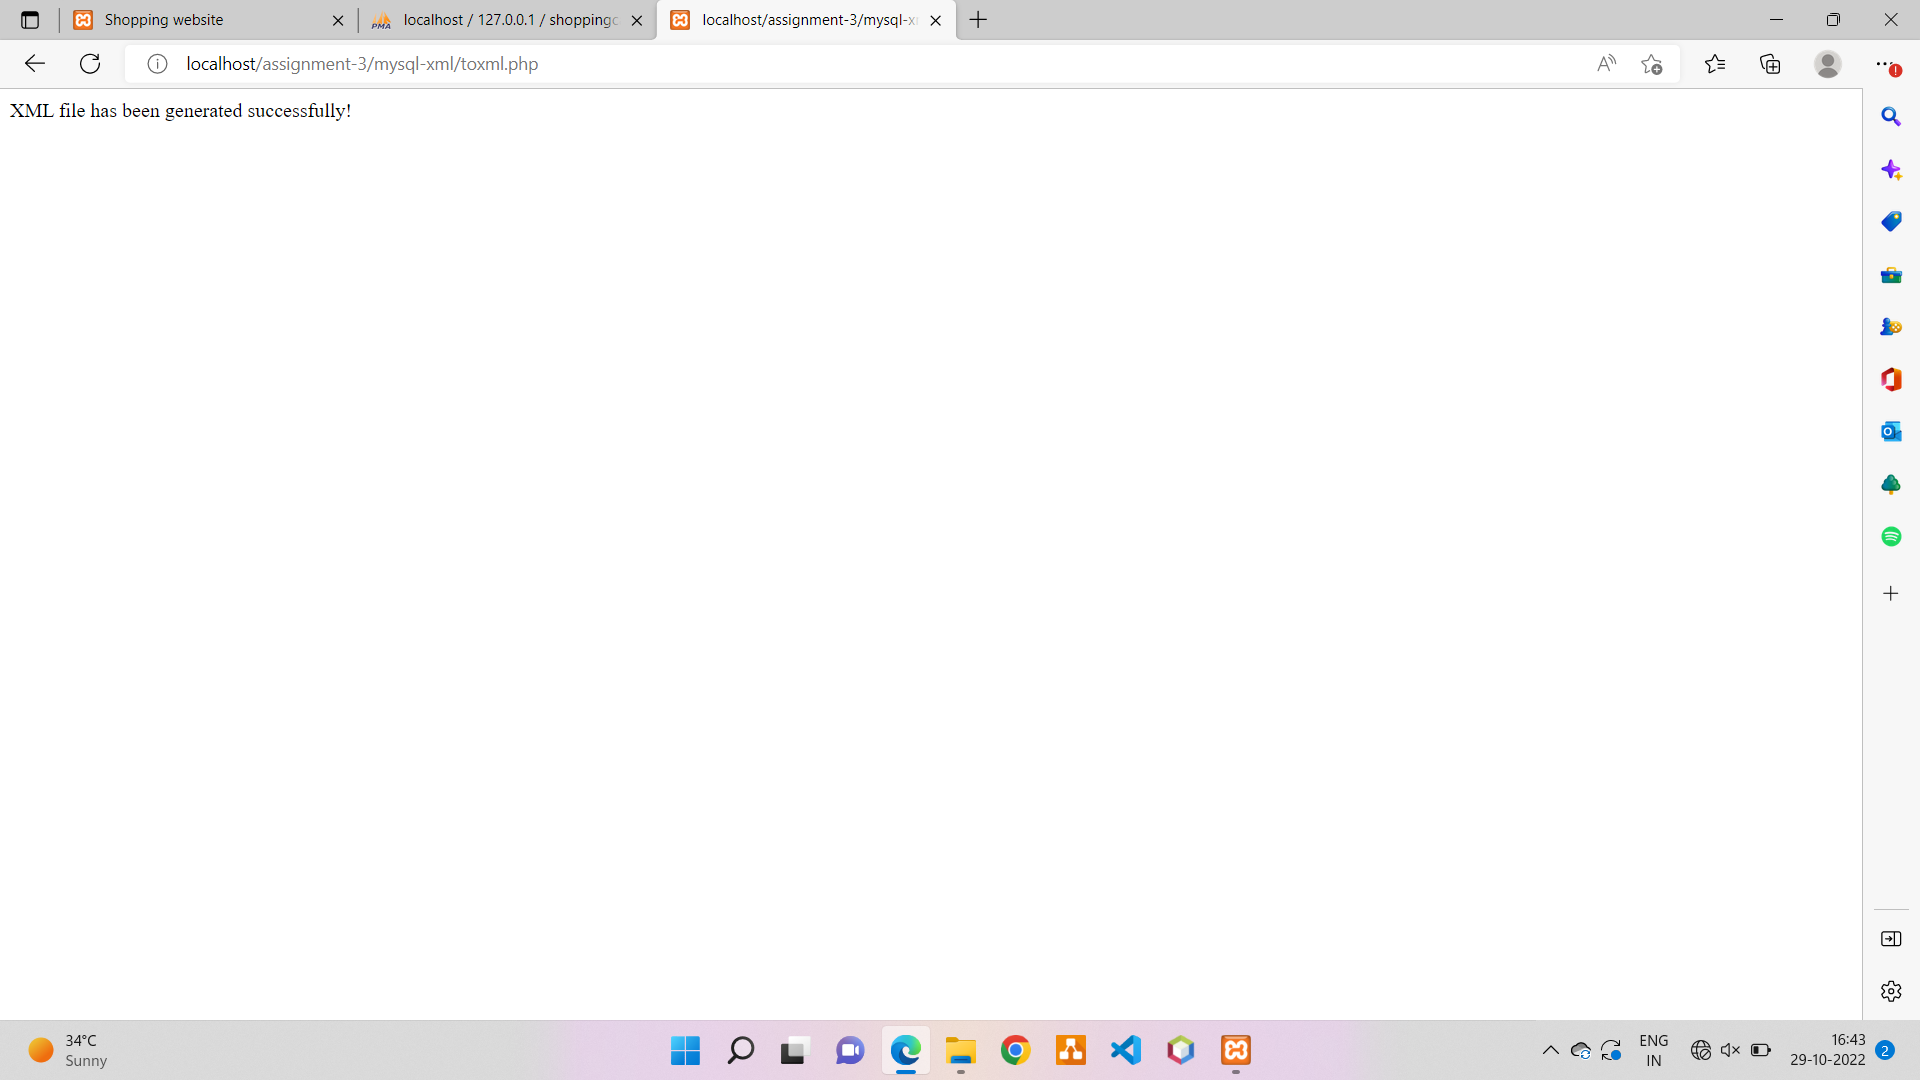 Shopping website
localhost / 127.0.0.1 / shoppingc
localhost/assignment-3/mysql-x
localhost/assignment-3/mysql-xml/toxml.php
XML file has been generated successfully!
34°C
Sunny
ENG
IN
16:43
29-10-2022
2
PMA